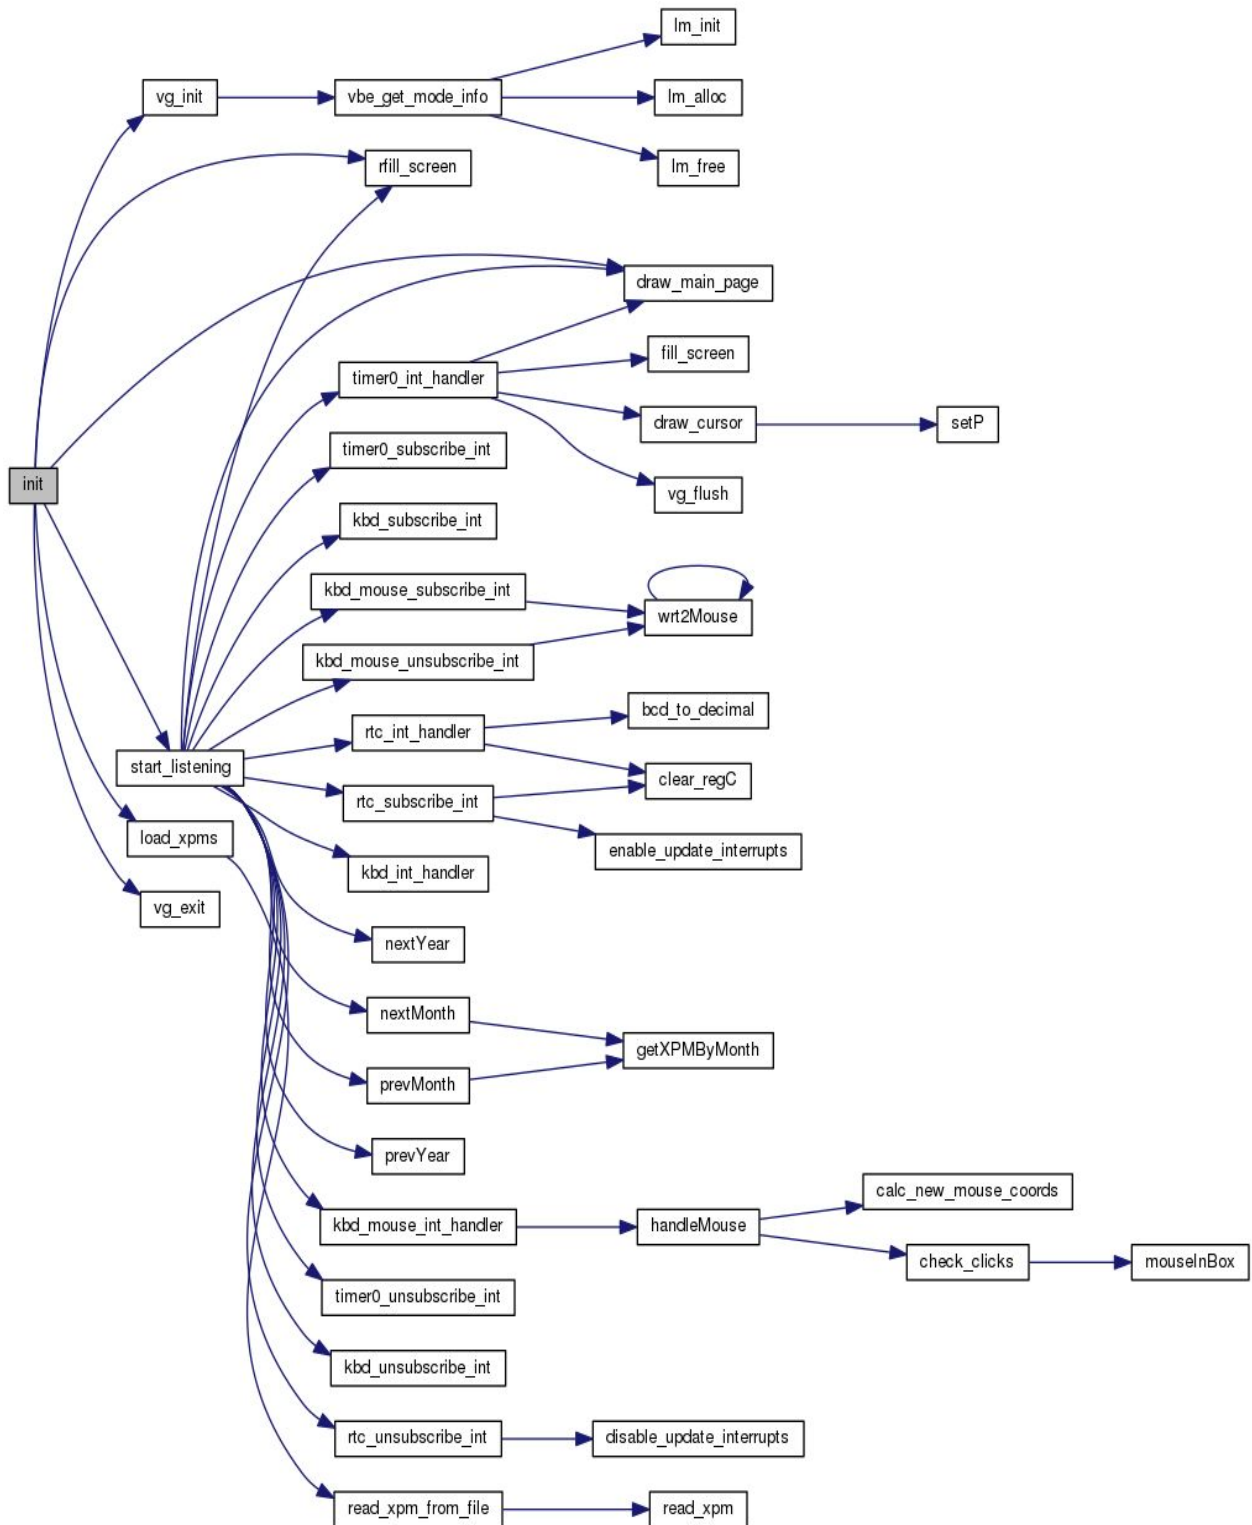 lm_init
vg_init
vbe_get_mode_info
lm_alloc
rfill_screen
lm_free
draw_main_page
fill_screen
timer0_int_handler
draw_cursor
setP
timer0_subscribe_int
init
vg_flush
kbd_subscribe_int
kbd_mouse_subscribe_int
wrt2Mouse
kbd_mouse_unsubscribe_int
bcd_to_decimal
rtc_int_handler
start_listening
clear_regC
rtc_subscribe_int
load_xpms
enable_update_interrupts
kbd_int_handler
vg_exit
nextYear
nextMonth
getXPMByMonth
prevMonth
prevYear
calc_new_mouse_coords
kbd_mouse_int_handler
handleMouse
check_clicks
mouseInBox
timer0_unsubscribe_int
kbd_unsubscribe_int
rtc_unsubscribe_int
disable_update_interrupts
read_xpm_from_file
read_xpm